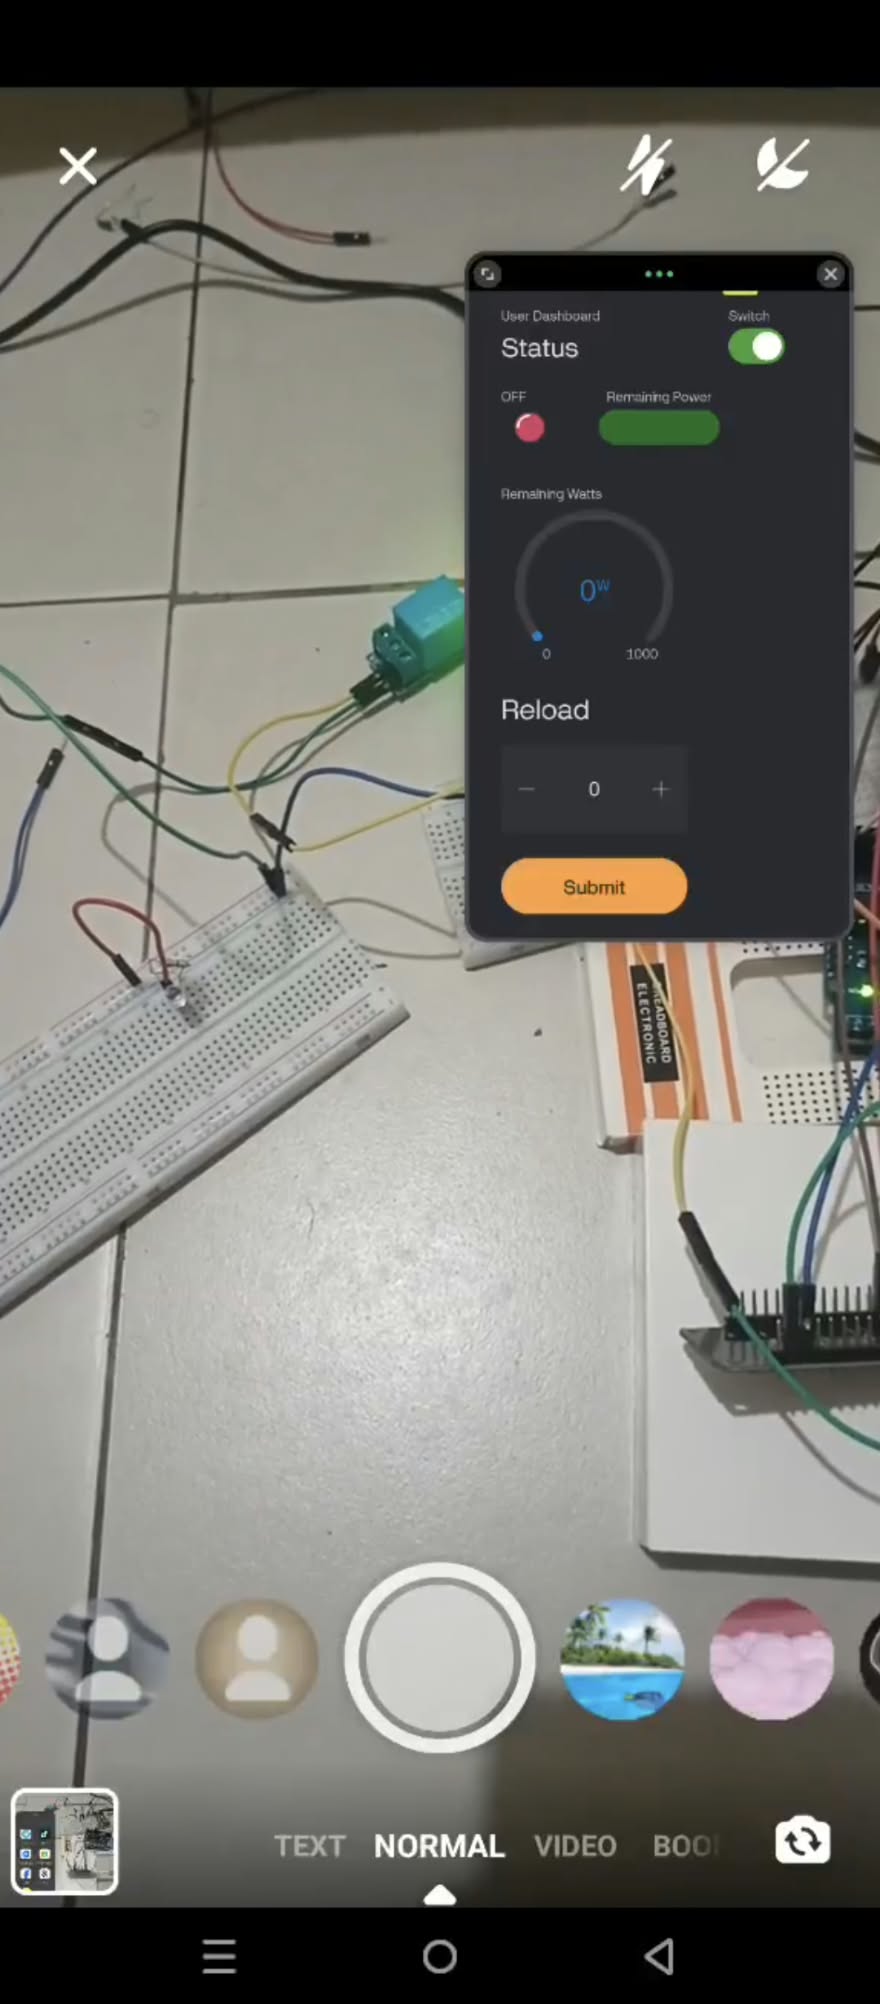 User Dashboard
Switch
Status
OFF
Remaining Power
Remaining Watts
0W
0
1000
Reload
0
Submit
BREADBOARD
ELECTRONIC
TEXT
NORMAL
VIDEO
BOO